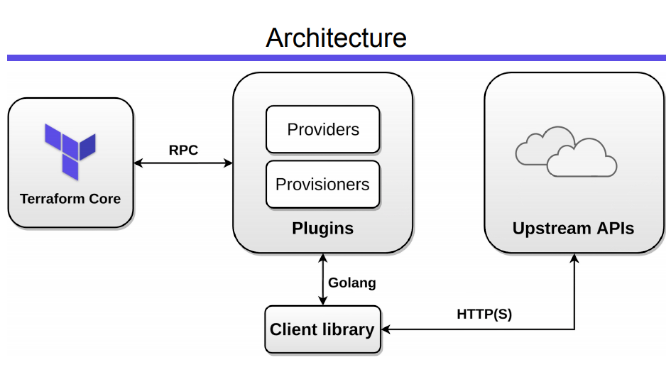 Architecture
Terraform Core
RPC
Providers
Provisioners
Plugins
Upstream APIs
Golang
Client library
HTTP(S)